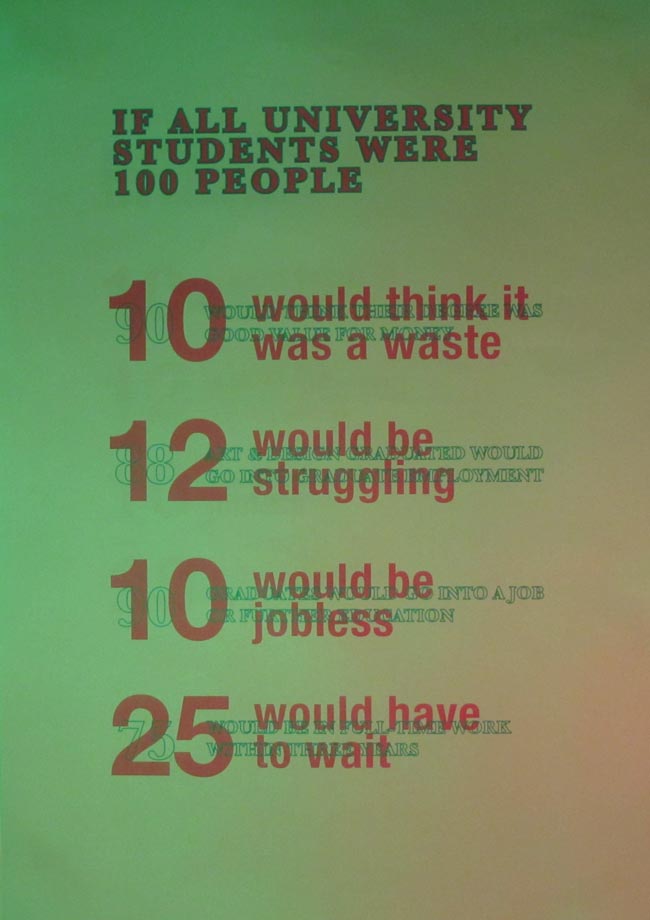 IF ALL UNIVERSITY
STUDENTS WERE
100 PEOPLE
10 would think it
was a waste
90 WOULD THINK THEIR DEGREE WAS
GOOD VALUE FOR MONEY
12 would be
struggling
88 ART & DESIGN GRADUATED WOULD
GO INTO GRADUATE EMPLOYMENT
10 would be
jobless
90 GRADUATES WOULD GO INTO A JOB
OR FURTHER EDUCATION
25 would have
to wait
75 WOULD BE IN FULL-TIME WORK
WITHIN THREE YEARS